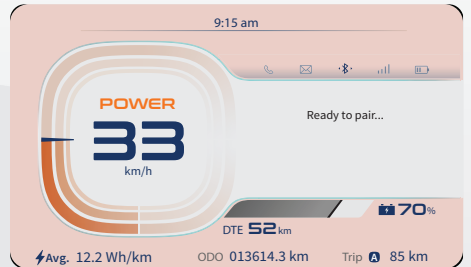 9:15 am
POWER
33
km/h
Ready to pair...
70%
DTE 52 km
Avg. 12.2 Wh/km
ODO 013614.3 km
Trip A 85 km